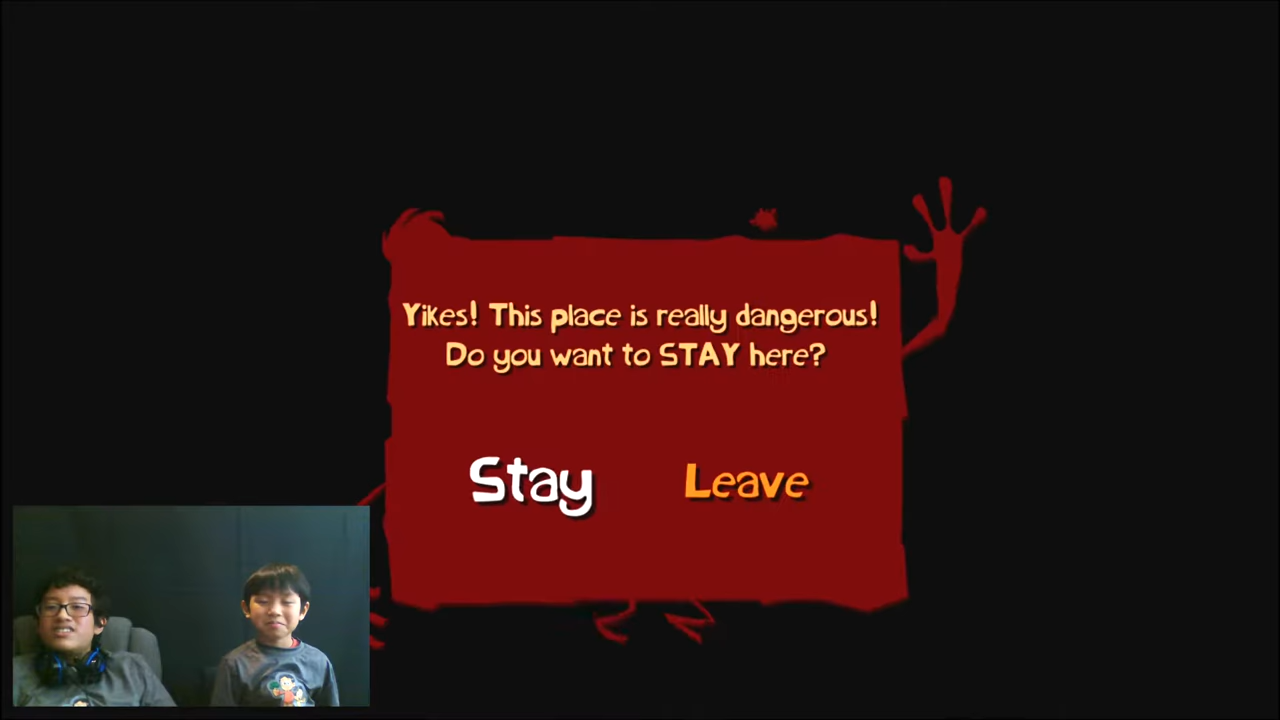 Yikes! This place is really dangerous!
Do you want to STAY here?
Stay Leave